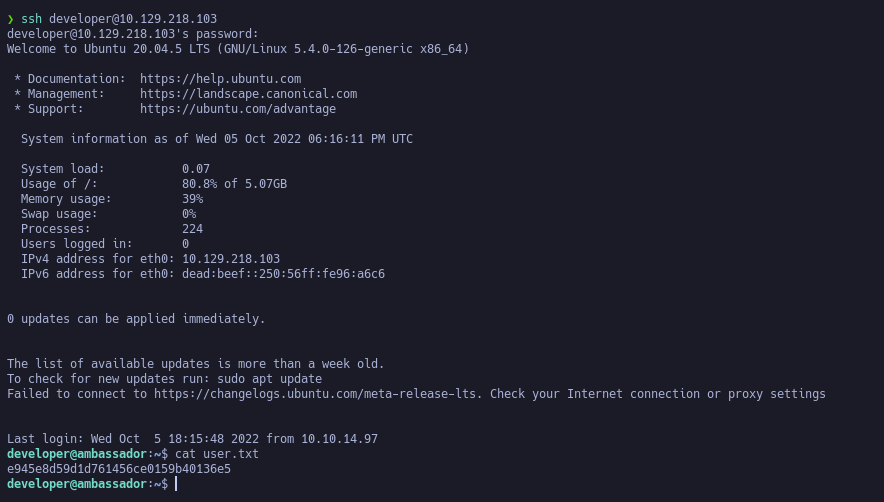 ❯ ssh developer@10.129.218.103
developer@10.129.218.103's password:
Welcome to Ubuntu 20.04.5 LTS (GNU/Linux 5.4.0-126-generic x86_64)
* Documentation:  https://help.ubuntu.com
* Management:     https://landscape.canonical.com
* Support:        https://ubuntu.com/advantage
System information as of Wed 05 Oct 2022 06:16:11 PM UTC
System load:           0.07
Usage of /:            80.8% of 5.07GB
Memory usage:          39%
Swap usage:            0%
Processes:             224
Users logged in:       0
IPv4 address for eth0: 10.129.218.103
IPv6 address for eth0: dead:beef::250:56ff:fe96:a6c6
0 updates can be applied immediately.
The list of available updates is more than a week old.
To check for new updates run: sudo apt update
Failed to connect to https://changelogs.ubuntu.com/meta-release-lts. Check your Internet connection or proxy settings
Last login: Wed Oct  5 18:15:48 2022 from 10.10.14.97
developer@ambassador:~$ cat user.txt
e945e8d59d1d761456ce0159b40136e5
developer@ambassador:~$